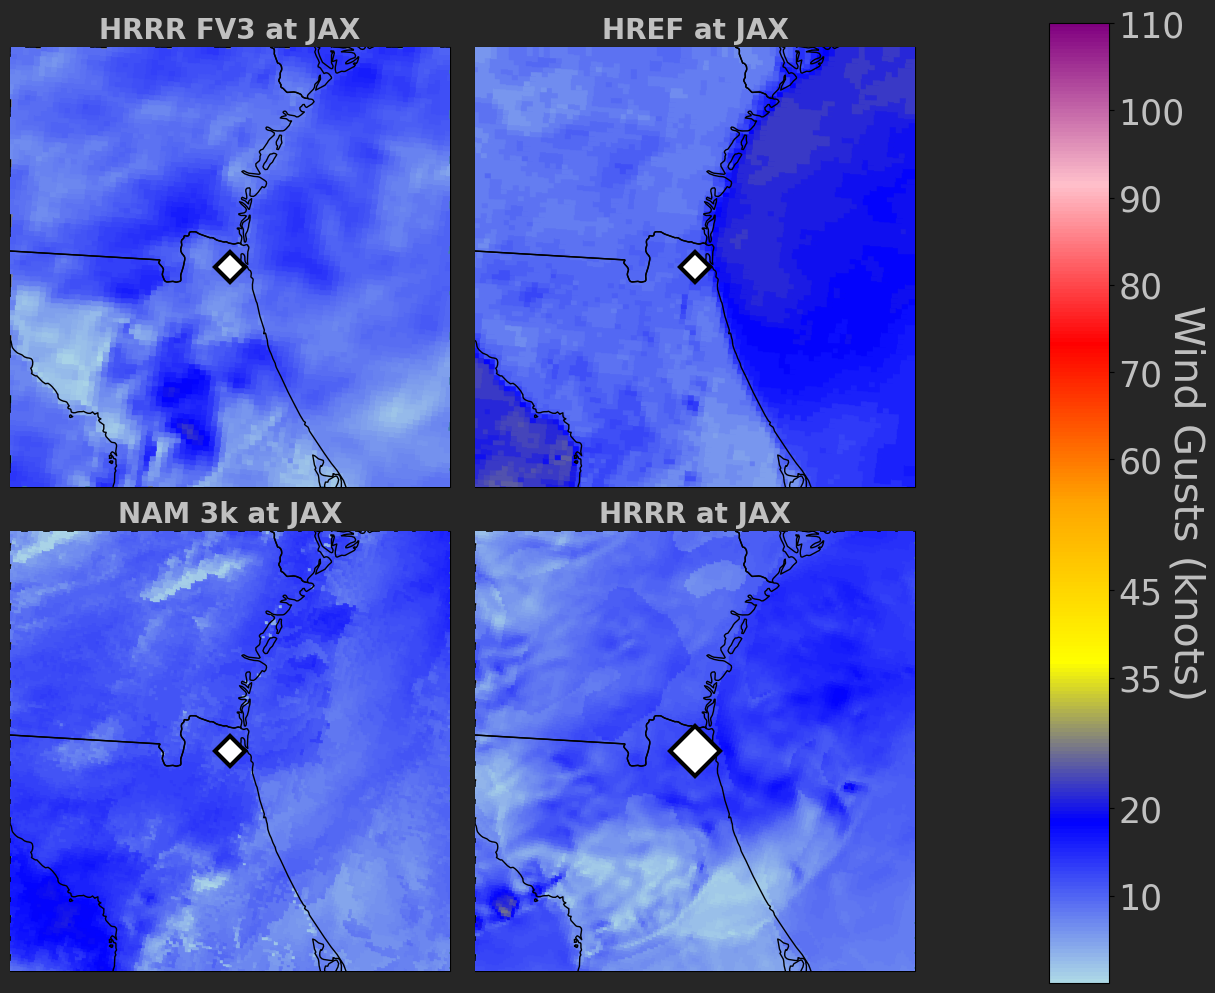 HRRR FV3 at JAX
HREF at JAX
NAM 3k at JAX
HRRR at JAX
110
100
90
80
70
60
45
35
20
10
Wind Gusts (knots)